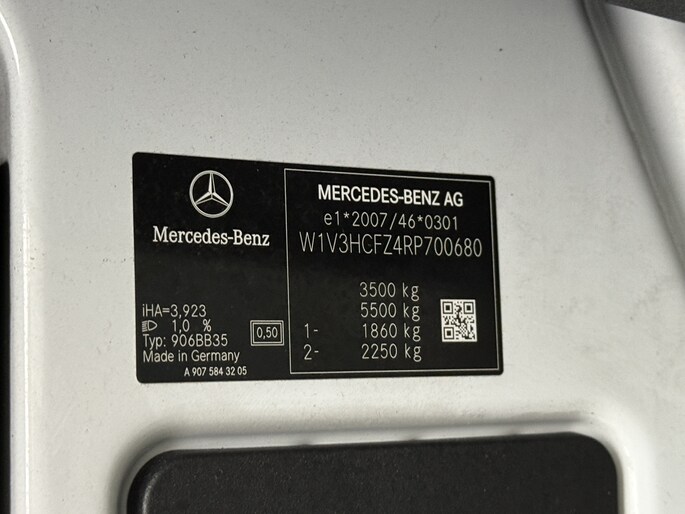 Mercedes-Benz
iHA=3,923
1,0 %
0,50
Typ: 906BB35
Made in Germany
A 907 584 32 05
MERCEDES-BENZ AG
e1*2007/46*0301
W1V3HCFZ4RP700680
3500 kg
5500 kg
1- 1860 kg
2- 2250 kg